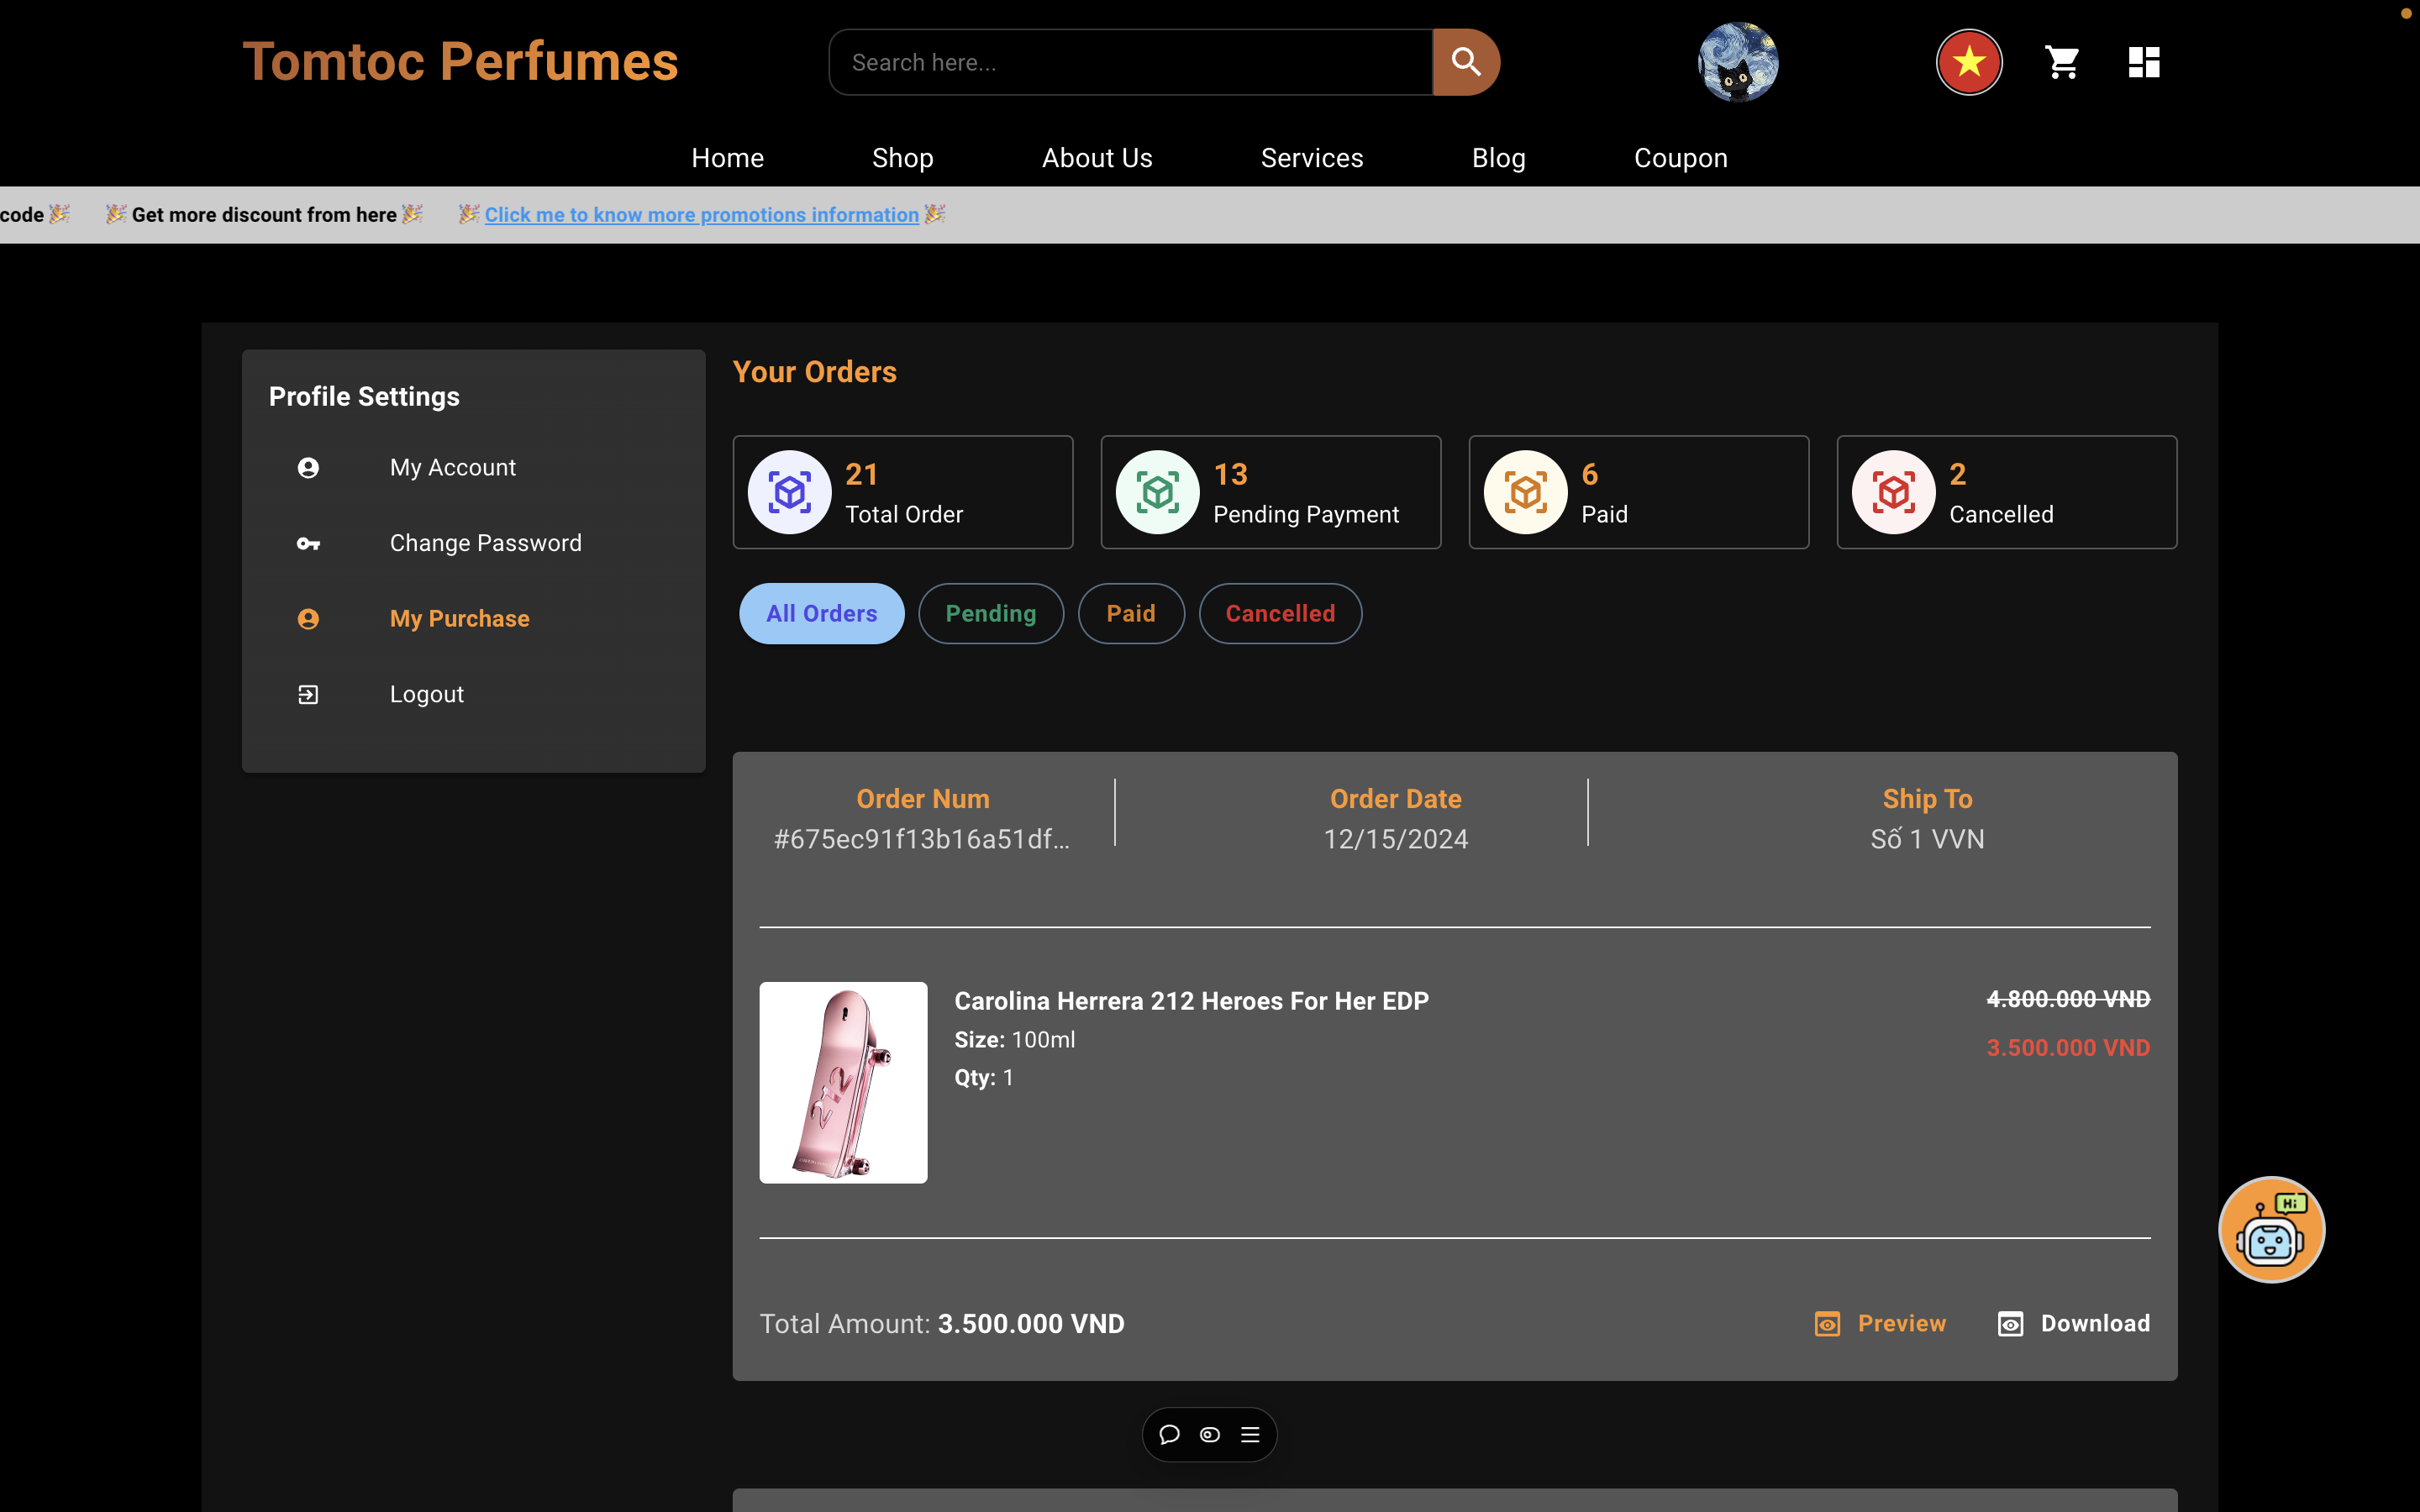 Tomtoc Perfumes
Search here...
Home Shop About Us Services Blog Coupon
code🎉 🎉Get more discount from here🎉 🎉Click me to know more promotions information🎉
Profile Settings
My Account
Change Password
My Purchase
Logout
Your Orders
21
Total Order
13
Pending Payment
6
Paid
2
Cancelled
All Orders Pending Paid Cancelled
Order Num
#675ec91f13b16a51df...
Order Date
12/15/2024
Ship To
Số 1 VVN
212
Carolina Herrera 212 Heroes For Her EDP
Size: 100ml
Qty: 1
4.800.000 VND
3.500.000 VND
Hi
Total Amount: 3.500.000 VND
Preview
Download